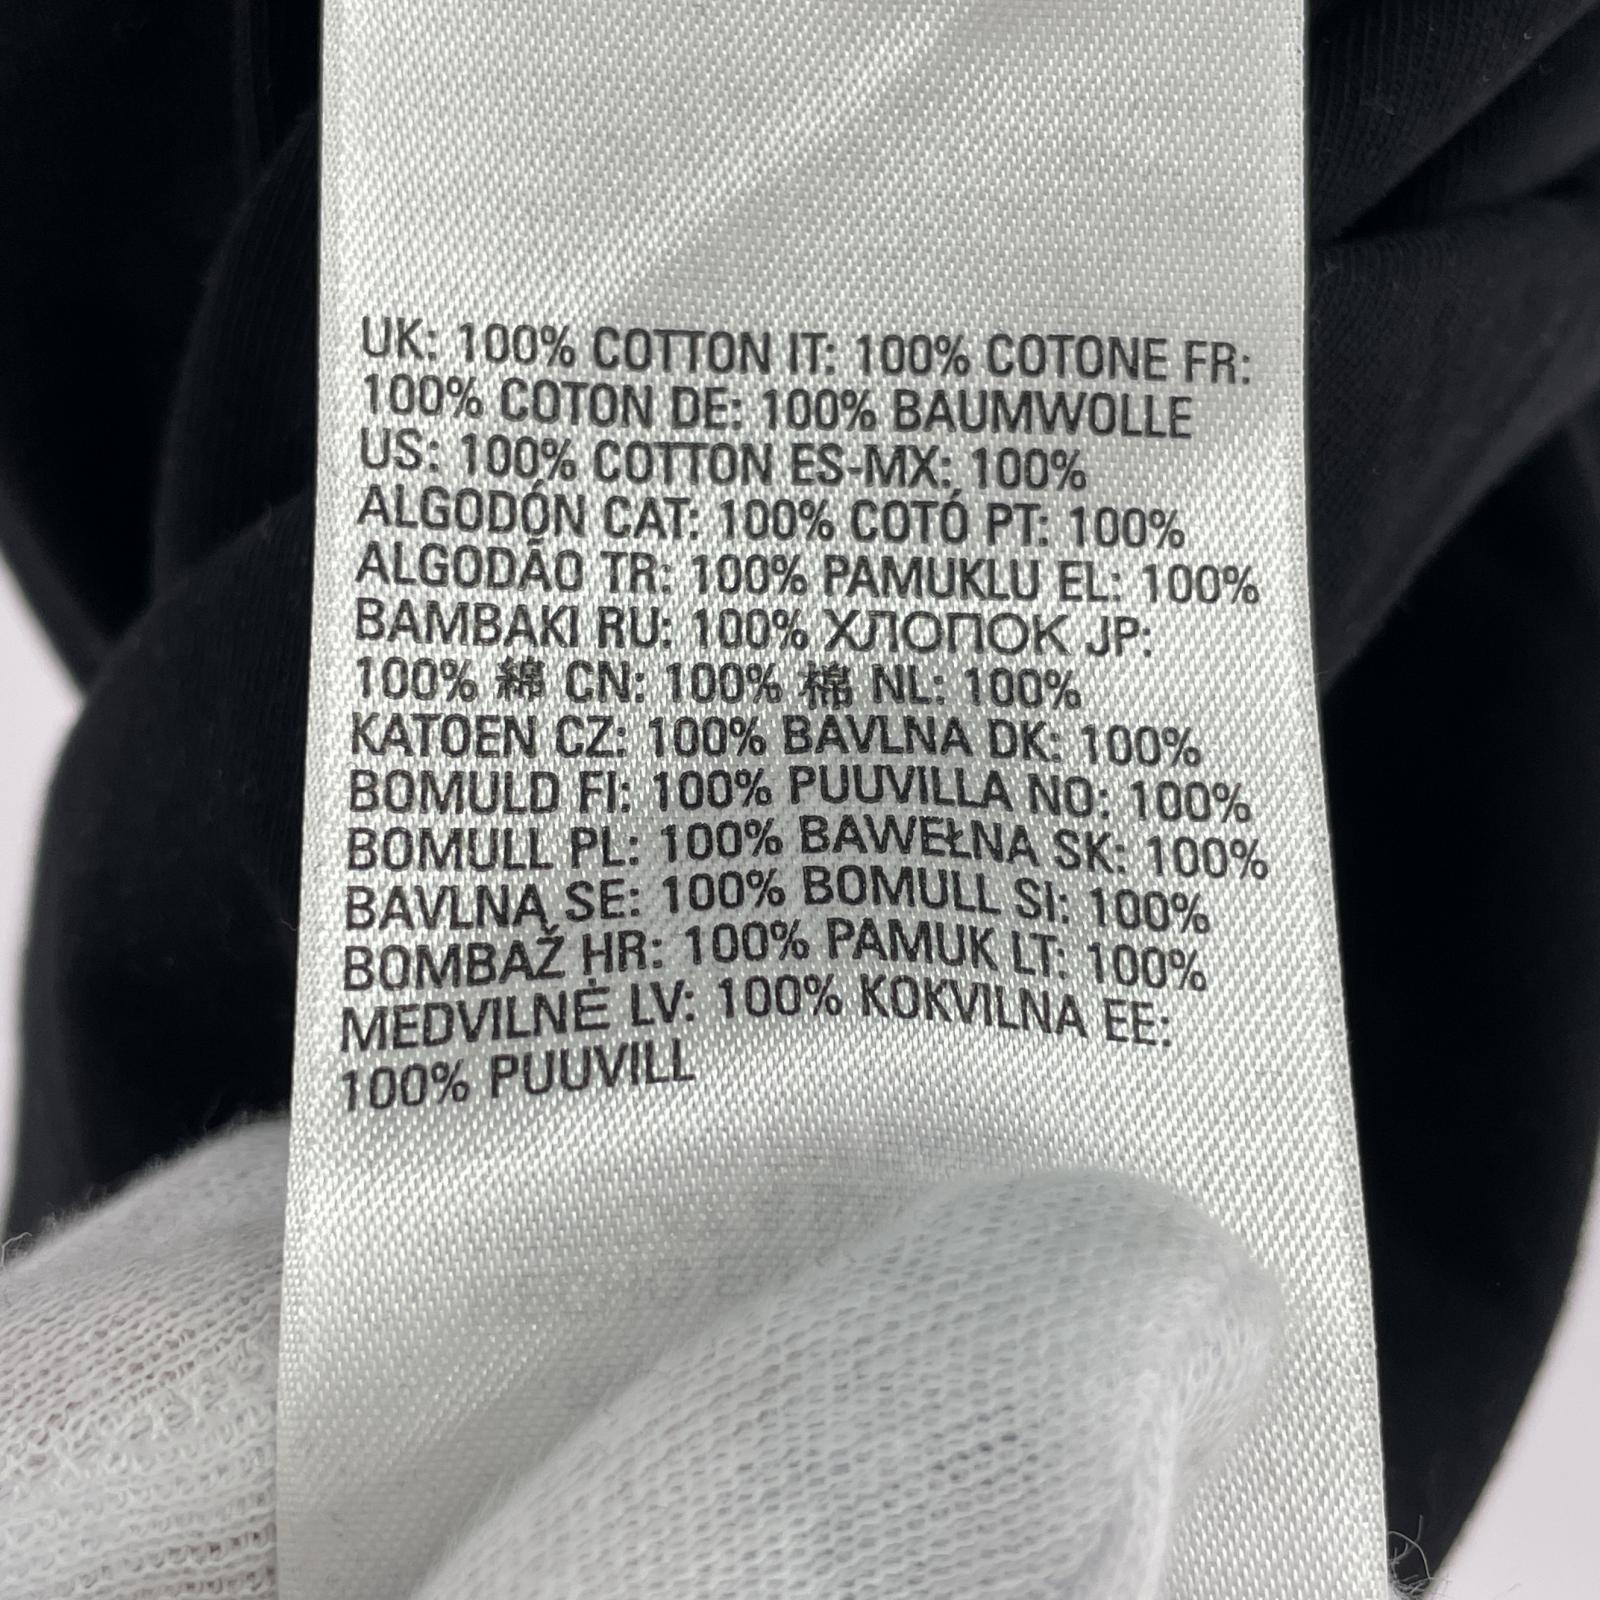 UK: 100% COTTON IT: 100% COTONE FR:
100% COTON DE: 100% BAUMWOLLE
US: 100% COTTON ES-MX: 100%
ALGODÓN CAT: 100% COTÓ PT: 100%
ALGODÃO TR: 100% PAMUKLU EL: 100%
BAMBAKI RU: 100% ХЛОПОК JP:
100% 綿 CN: 100% 棉 NL: 100%
KATOEN CZ: 100% BAVLNA DK: 100%
BOMULD FI: 100% PUUVILLA NO: 100%
BOMULL PL: 100% BAWEŁNA SK: 100%
BAVLNA SE: 100% BOMULL SI: 100%
BOMBAŽ HR: 100% PAMUK LT: 100%
MEDVILNĖ LV: 100% KOKVILNA EE:
100% PUUVILL